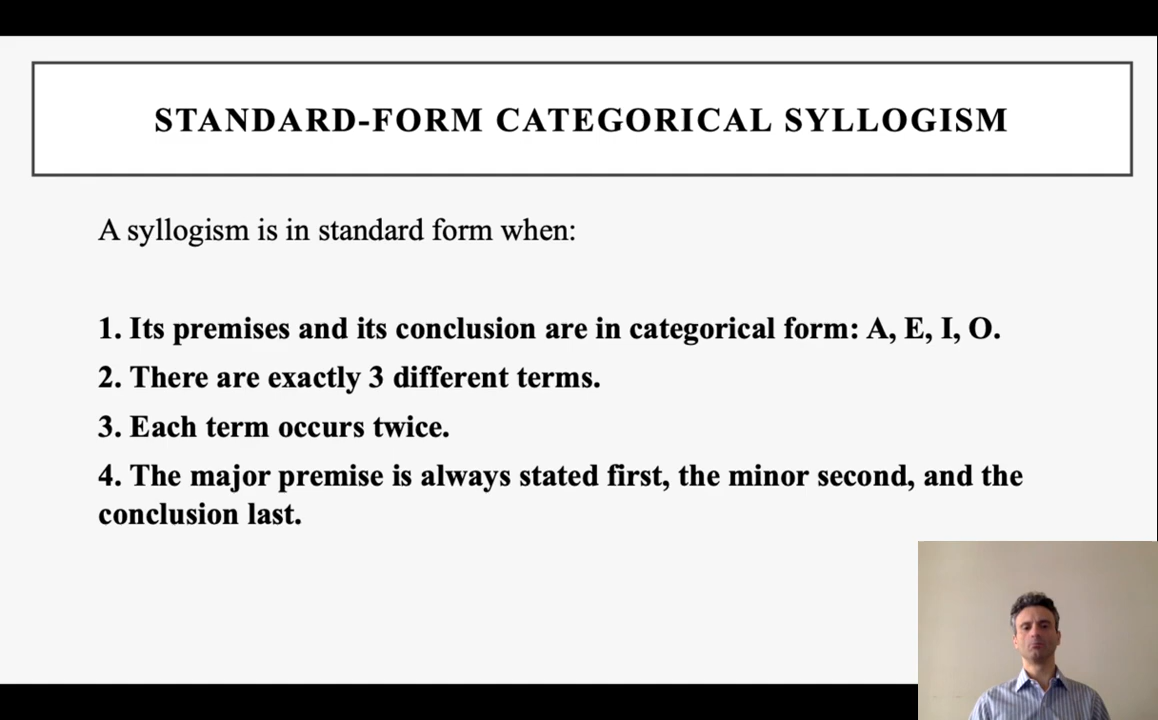 STANDARD-FORM CATEGORICAL SYLLOGISM
A syllogism is in standard form when:
1. Its premises and its conclusion are in categorical form: A, E, I, O.
2. There are exactly 3 different terms.
3. Each term occurs twice.
4. The major premise is always stated first, the minor second, and the
conclusion last.